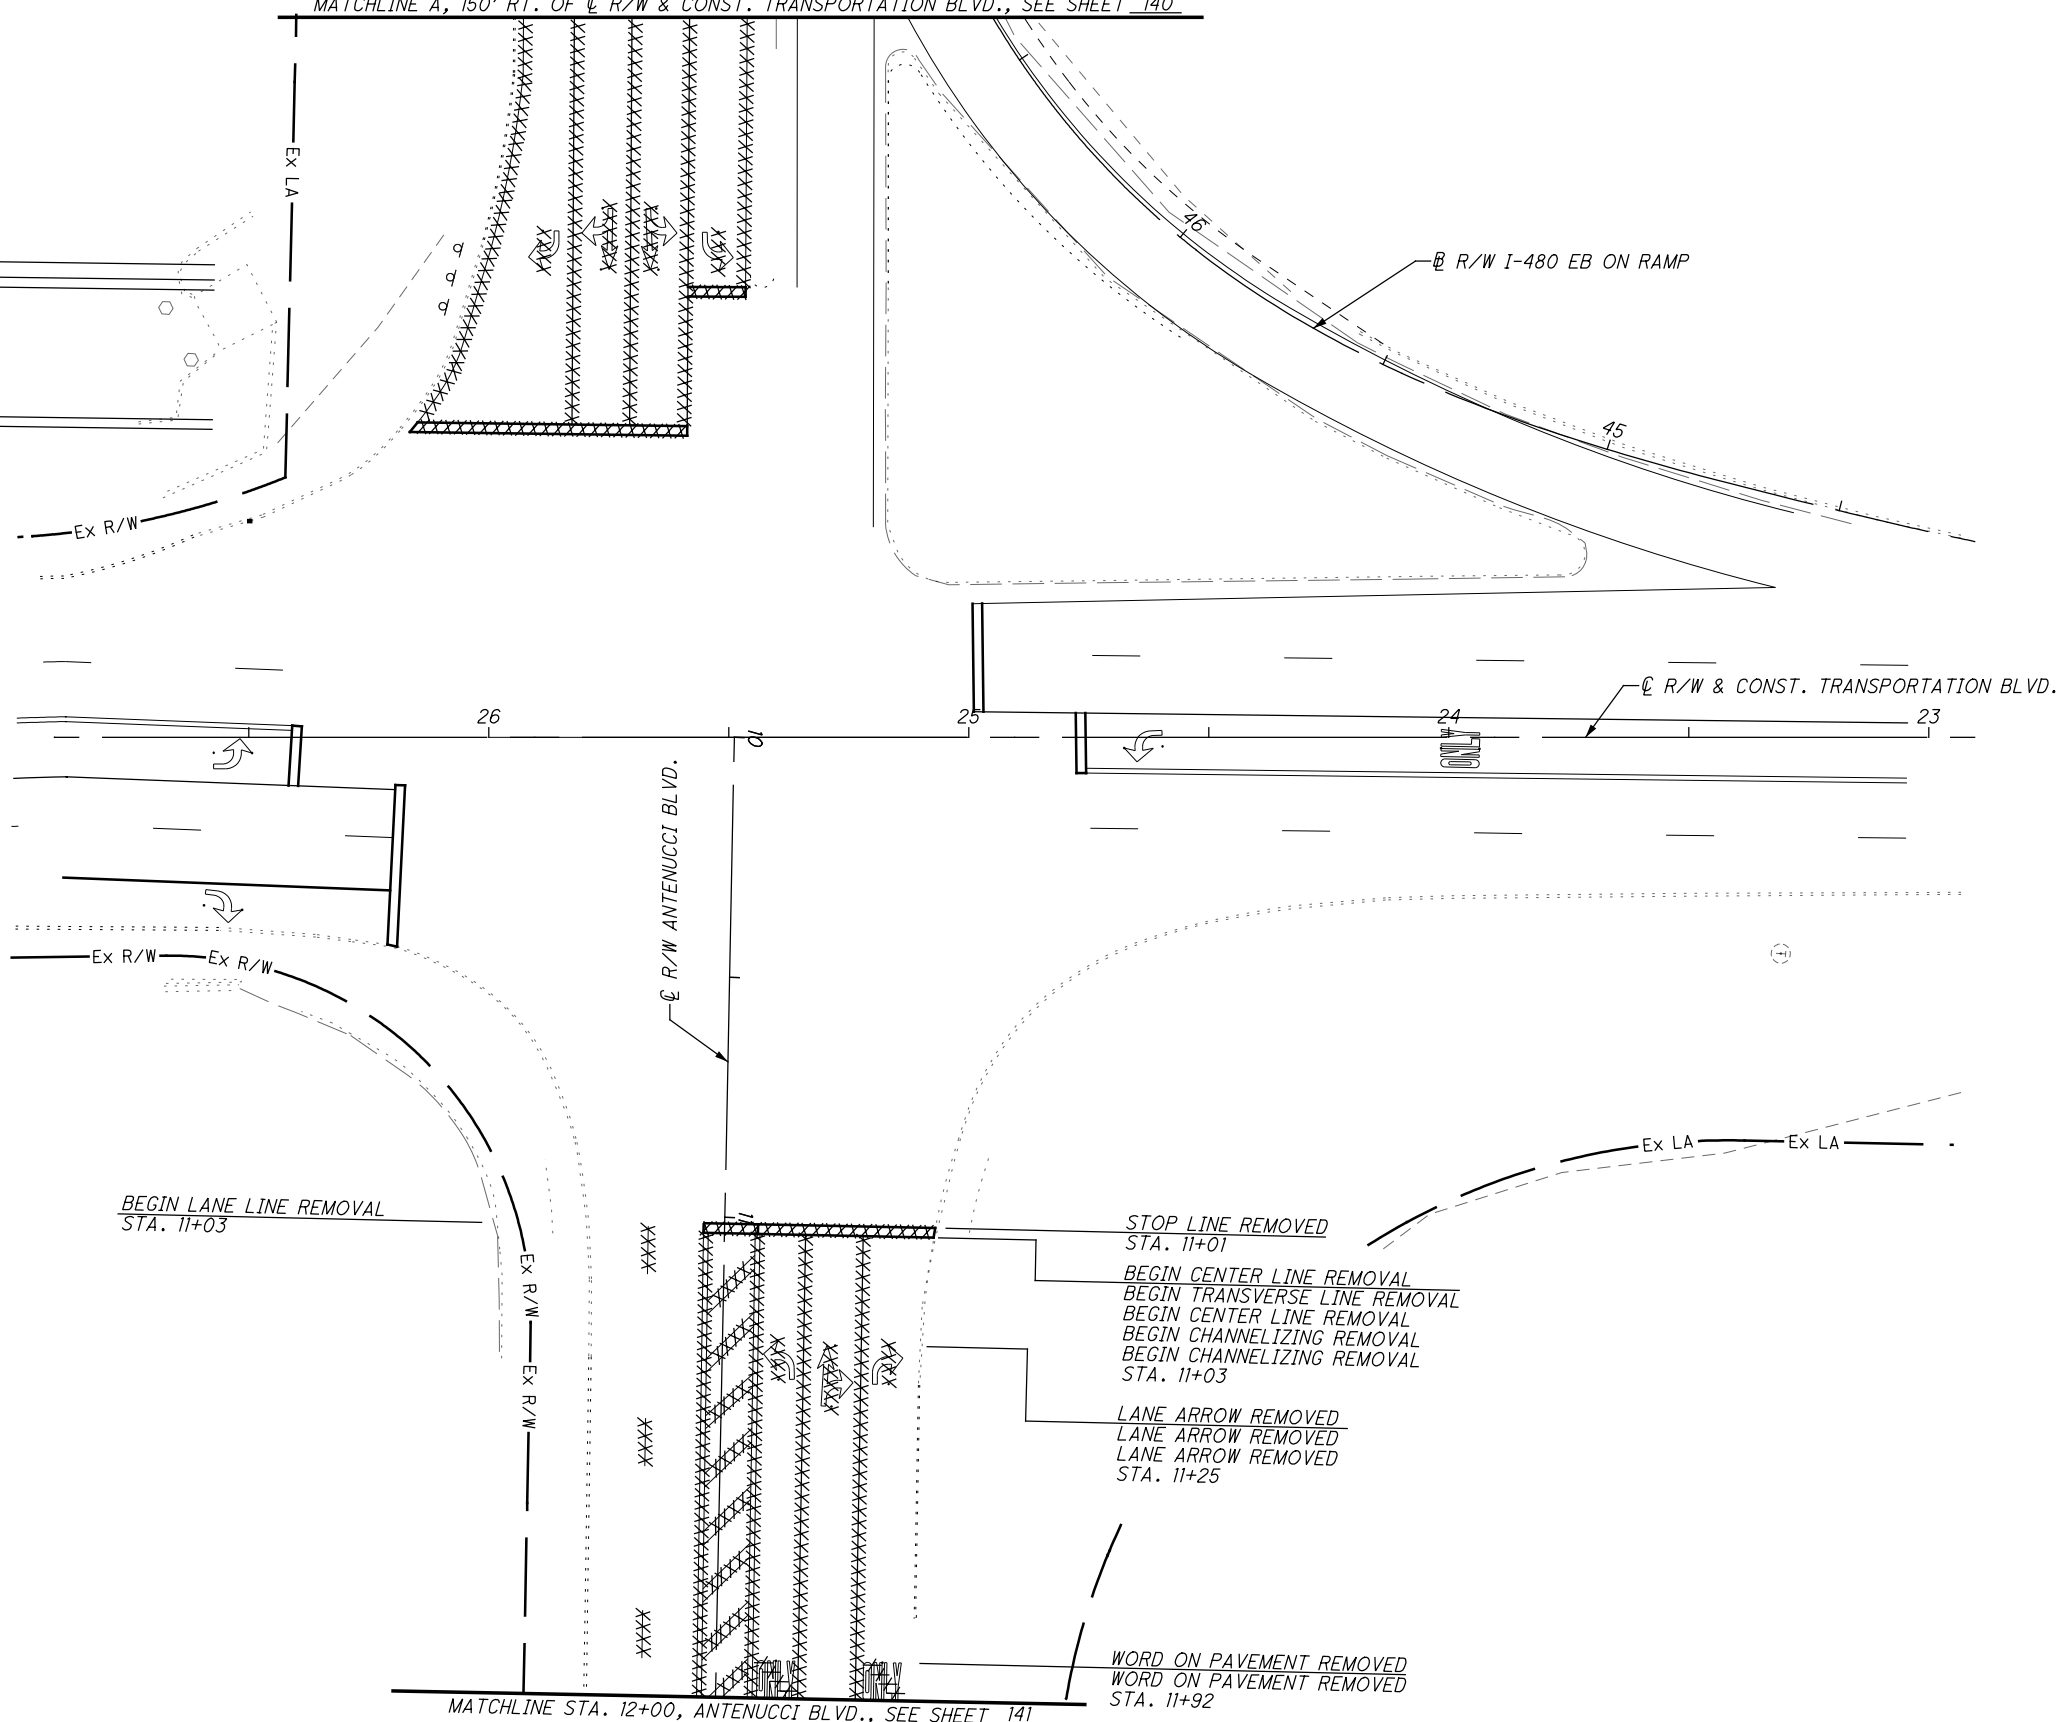 MATCHLINE A, 150' RT. OF ℄ R/W & CONST. TRANSPORTATION BLVD., SEE SHEET 140
Ex LA
46
B̲L R/W I-480 EB ON RAMP
45
Ex R/W
℄ R/W & CONST. TRANSPORTATION BLVD.
26
25
24
23
10
ONLY
℄ R/W ANTENUCCI BLVD.
Ex R/W
Ex R/W
Ex LA
Ex LA
BEGIN LANE LINE REMOVAL
STA. 11+03
11
STOP LINE REMOVED
STA. 11+01
Ex R/W
BEGIN CENTER LINE REMOVAL
BEGIN TRANSVERSE LINE REMOVAL
BEGIN CENTER LINE REMOVAL
BEGIN CHANNELIZING REMOVAL
BEGIN CHANNELIZING REMOVAL
STA. 11+03
Ex R/W
LANE ARROW REMOVED
LANE ARROW REMOVED
LANE ARROW REMOVED
STA. 11+25
WORD ON PAVEMENT REMOVED
WORD ON PAVEMENT REMOVED
STA. 11+92
MATCHLINE STA. 12+00, ANTENUCCI BLVD., SEE SHEET 141